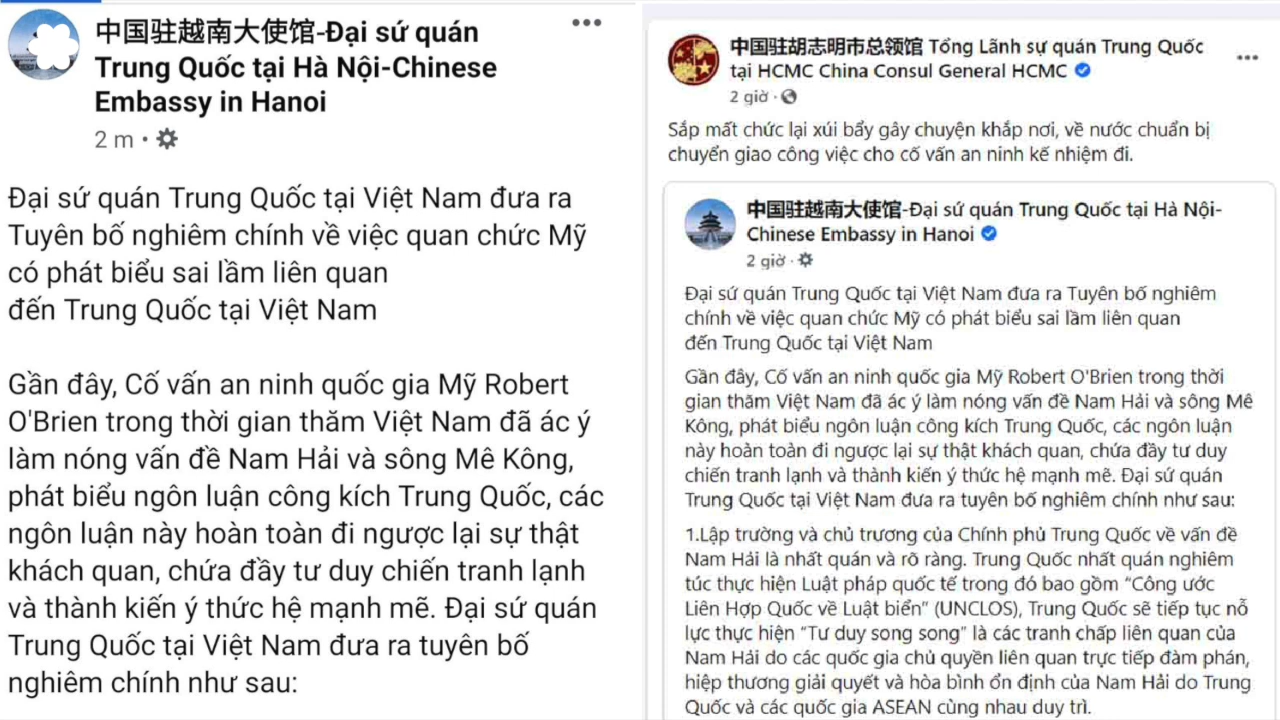 中国驻越南大使馆-Đại sứ quán
Trung Quốc tại Hà Nội-Chinese
Embassy in Hanoi
2 m
Đại sứ quán Trung Quốc tại Việt Nam đưa ra
Tuyên bố nghiêm chính về việc quan chức Mỹ
có phát biểu sai lầm liên quan
đến Trung Quốc tại Việt Nam
Gần đây, Cố vấn an ninh quốc gia Mỹ Robert
O'Brien trong thời gian thăm Việt Nam đã ác ý
làm nóng vấn đề Nam Hải và sông Mê Kông,
phát biểu ngôn luận công kích Trung Quốc, các
ngôn luận này hoàn toàn đi ngược lại sự thật
khách quan, chứa đầy tư duy chiến tranh lạnh
và thành kiến ý thức hệ mạnh mẽ. Đại sứ quán
Trung Quốc tại Việt Nam đưa ra tuyên bố
nghiêm chính như sau:
中国驻胡志明市总领馆 Tổng Lãnh sự quán Trung Quốc
tại HCMC China Consul General HCMC
2 giờ
Sắp mất chức lại xúi bẩy gây chuyện khắp nơi, về nước chuẩn bị
chuyển giao công việc cho cố vấn an ninh kế nhiệm đi.
中国驻越南大使馆-Đại sứ quán Trung Quốc tại Hà Nội-
Chinese Embassy in Hanoi
2 giờ
Đại sứ quán Trung Quốc tại Việt Nam đưa ra Tuyên bố nghiêm
chính về việc quan chức Mỹ có phát biểu sai lầm liên quan
đến Trung Quốc tại Việt Nam
Gần đây, Cố vấn an ninh quốc gia Mỹ Robert O'Brien trong thời
gian thăm Việt Nam đã ác ý làm nóng vấn đề Nam Hải và sông Mê
Kông, phát biểu ngôn luận công kích Trung Quốc, các ngôn luận
này hoàn toàn đi ngược lại sự thật khách quan, chứa đầy tư duy
chiến tranh lạnh và thành kiến ý thức hệ mạnh mẽ. Đại sứ quán
Trung Quốc tại Việt Nam đưa ra tuyên bố nghiêm chính như sau:
1.Lập trường và chủ trương của Chính phủ Trung Quốc về vấn đề
Nam Hải là nhất quán và rõ ràng. Trung Quốc nhất quán nghiêm
túc thực hiện Luật pháp quốc tế trong đó bao gồm “Công ước
Liên Hợp Quốc về Luật biển” (UNCLOS), Trung Quốc sẽ tiếp tục nỗ
lực thực hiện “Tư duy song song” là các tranh chấp liên quan của
Nam Hải do các quốc gia chủ quyền liên quan trực tiếp đàm phán,
hiệp thương giải quyết và hòa bình ổn định của Nam Hải do Trung
Quốc và các quốc gia ASEAN cùng nhau duy trì.